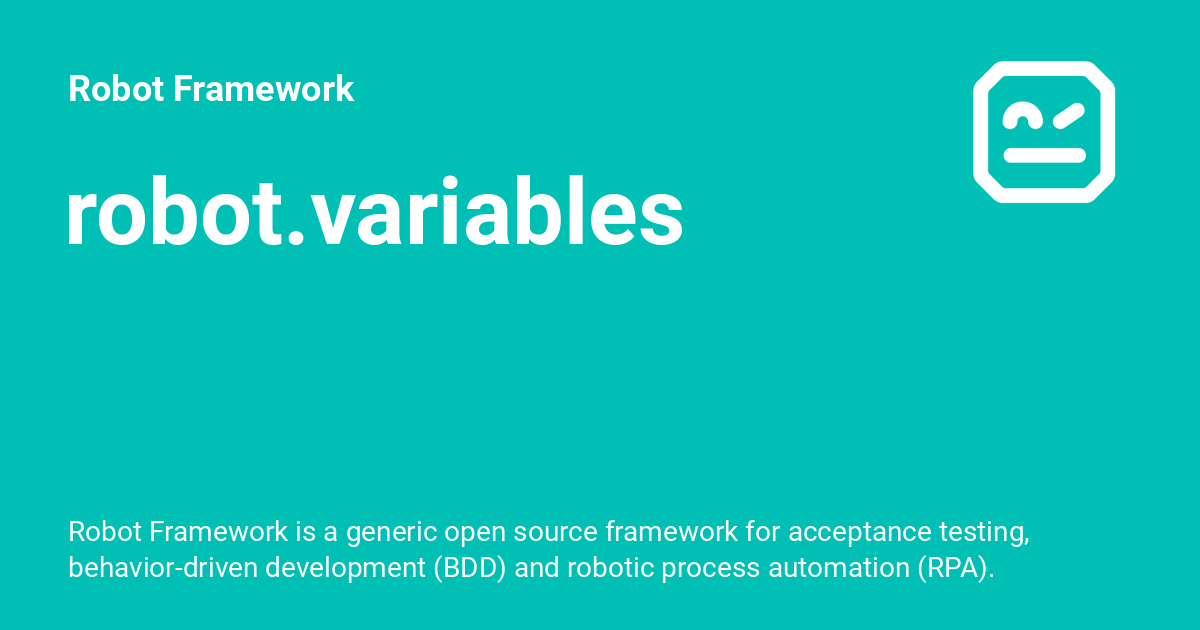 Robot Framework
robot.variables
Robot Framework is a generic open source framework for acceptance testing,
behavior-driven development (BDD) and robotic process automation (RPA).